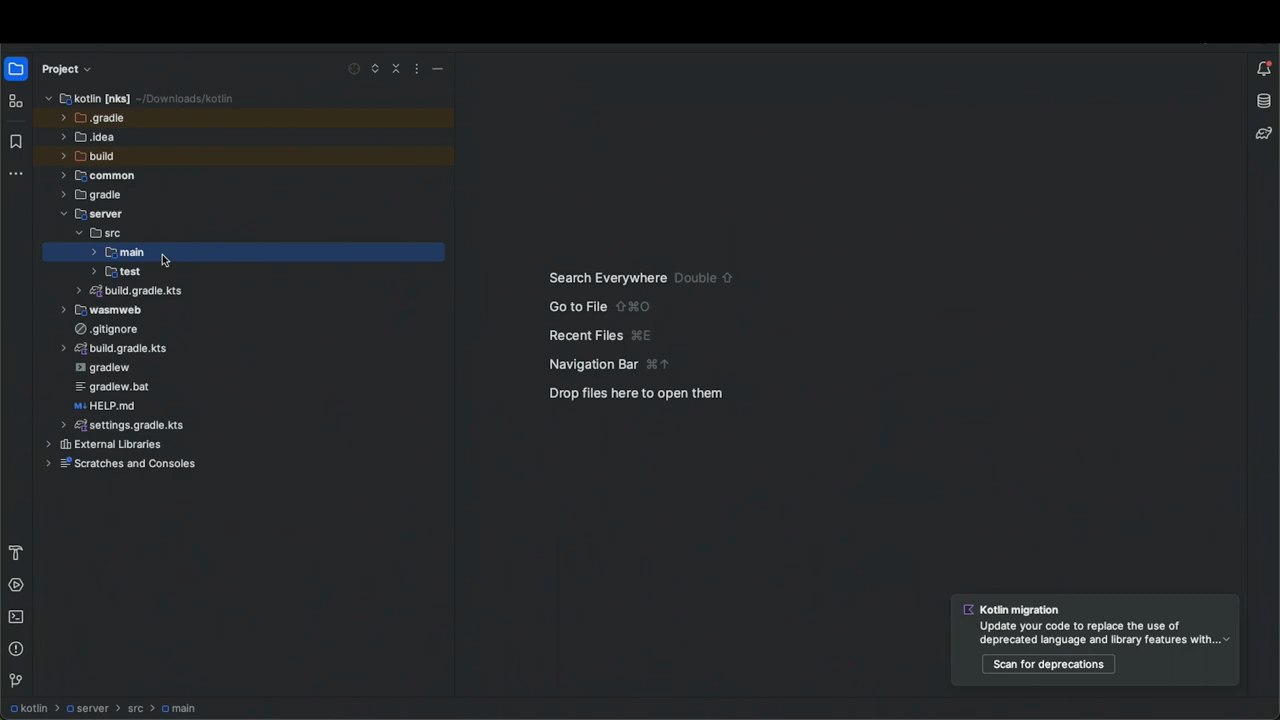 Project
kotlin [nks] ~/Downloads/kotlin
.gradle
.idea
build
common
gradle
server
src
main
test
build.gradle.kts
wasmweb
.gitignore
build.gradle.kts
gradlew
gradlew.bat
M↓ HELP.md
settings.gradle.kts
External Libraries
Scratches and Consoles
Search Everywhere Double ⇧
Go to File ⇧⌘O
Recent Files ⌘E
Navigation Bar ⌘↑
Drop files here to open them
Kotlin migration
Update your code to replace the use of
deprecated language and library features with...
Scan for deprecations
kotlin > server > src > main